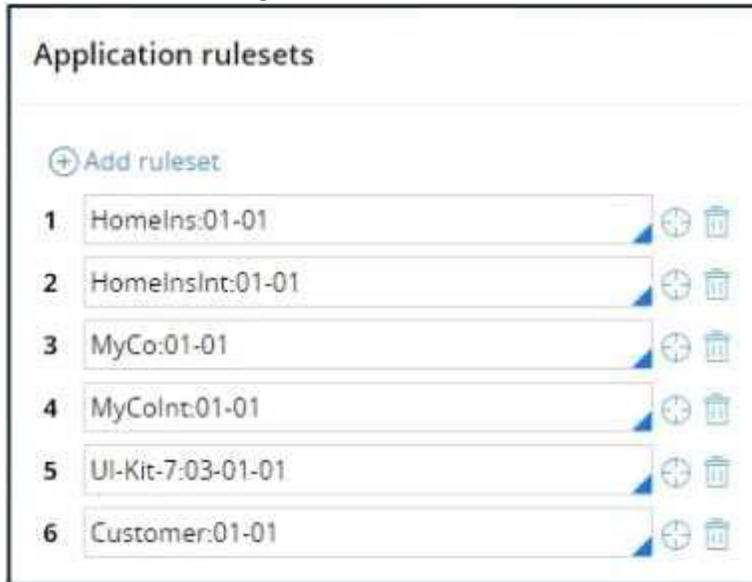 Application rulesets
Add ruleset
1 HomeIns:01-01
2 HomeInsInt:01-01
3 MyCo:01-01
4 MyCoInt:01-01
5 UI-Kit-7:03-01-01
6 Customer:01-01